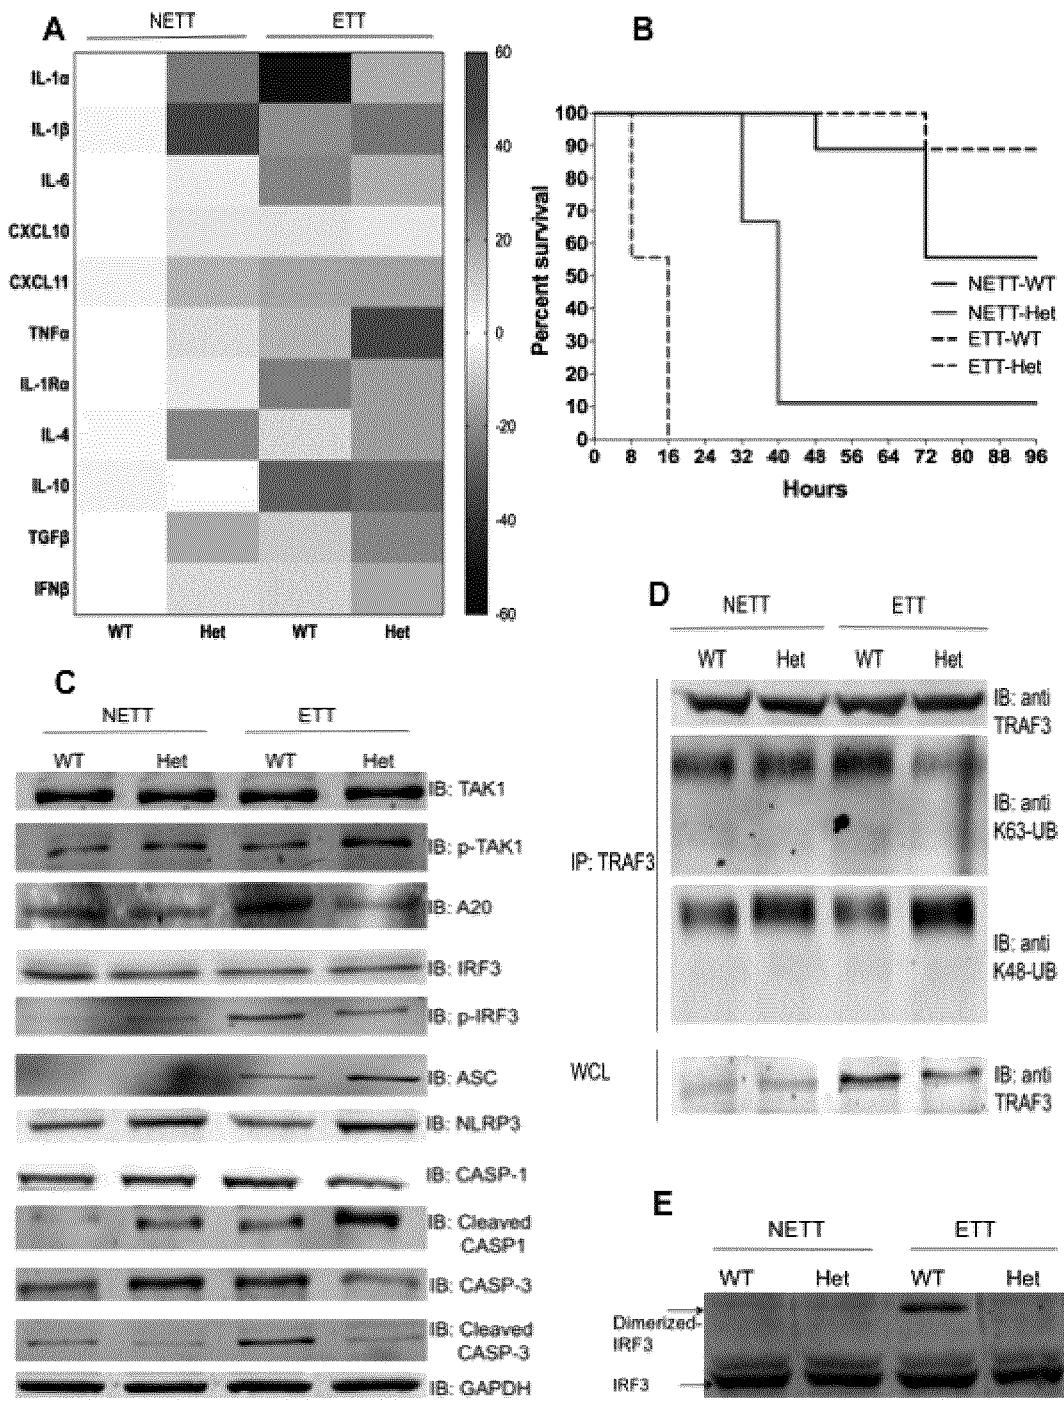 A
NETT
ETT
IL-1α
IL-1β
IL-6
CXCL10
CXCL11
TNFα
IL-1Rα
IL-4
IL-10
TGFβ
IFNβ
WT
Het
WT
Het
60
40
20
0
-20
-40
-60
B
Percent survival
100
90
80
70
60
50
40
30
20
10
0
0 8 16 24 32 40 48 56 64 72 80 88 96
Hours
NETT-WT
NETT-Het
ETT-WT
ETT-Het
C
NETT
ETT
WT
Het
WT
Het
IB: TAK1
IB: p-TAK1
IB: A20
IB: IRF3
IB: p-IRF3
IB: ASC
IB: NLRP3
IB: CASP-1
IB: Cleaved
CASP1
IB: CASP-3
IB: Cleaved
CASP-3
IB: GAPDH
D
NETT
ETT
WT
Het
WT
Het
IP: TRAF3
IB: anti
TRAF3
IB: anti
K63-UB
IB: anti
K48-UB
WCL
IB: anti
TRAF3
E
NETT
ETT
WT
Het
WT
Het
Dimerized-
IRF3
IRF3